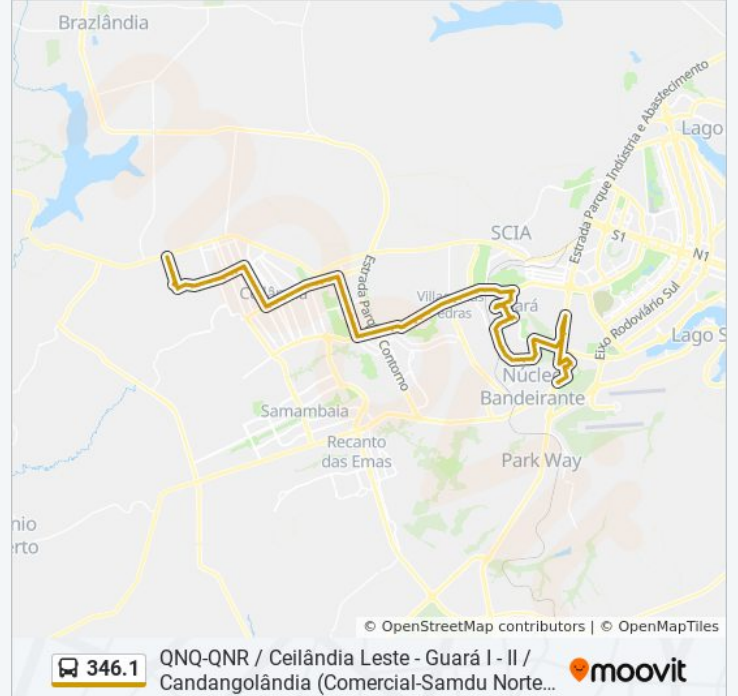 Brazlândia
Estrada Parque Indústria e Abastecimento
Lago
SCIA
S1
N1
Estrada Parque Contorno
Eixo Rodoviário Sul
Lago S
Núcleo
Bandeirante
Samambaia
Recanto
das Emas
Park Way
nio
erto
© OpenStreetMap contributors | © OpenMapTiles
346.1
QNQ-QNR / Ceilândia Leste - Guará I - II /
Candangolândia (Comercial-Samdu Norte…
moovit